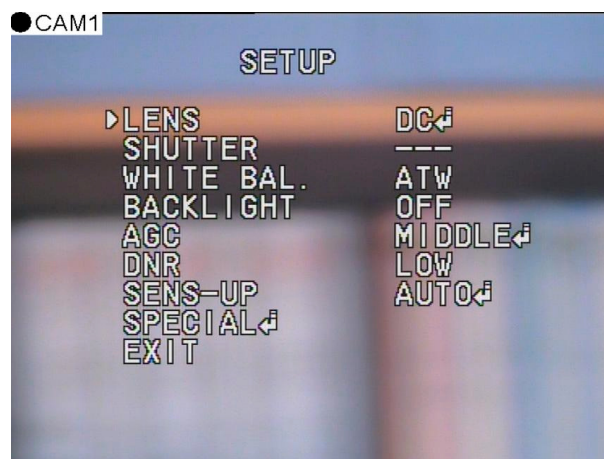 ●CAM1
SETUP
▷LENS DC↲
SHUTTER ---
WHITE BAL. ATW
BACKLIGHT OFF
AGC MIDDLE↲
DNR LOW
SENS-UP AUTO↲
SPECIAL↲
EXIT